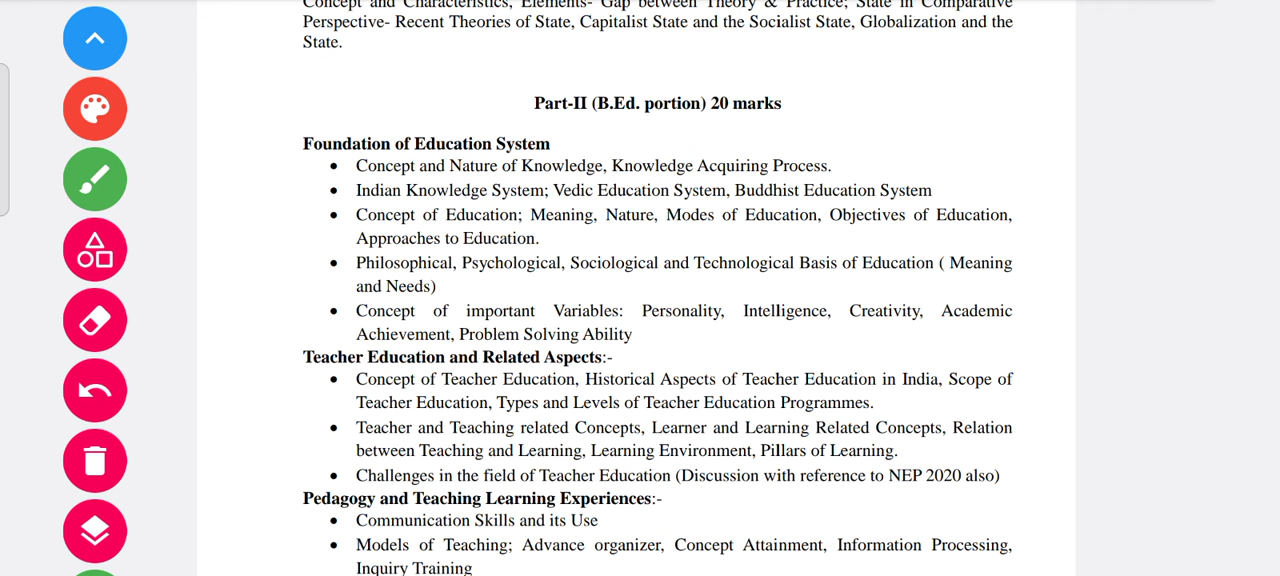 Concept and Characteristics, Elements- Gap between Theory & Practice; State in Comparative
Perspective- Recent Theories of State, Capitalist State and the Socialist State, Globalization and the
State.
Part-II (B.Ed. portion) 20 marks
Foundation of Education System
• Concept and Nature of Knowledge, Knowledge Acquiring Process.
• Indian Knowledge System; Vedic Education System, Buddhist Education System
• Concept of Education; Meaning, Nature, Modes of Education, Objectives of Education,
Approaches to Education.
• Philosophical, Psychological, Sociological and Technological Basis of Education ( Meaning
and Needs)
• Concept of important Variables: Personality, Intelligence, Creativity, Academic
Achievement, Problem Solving Ability
Teacher Education and Related Aspects:-
• Concept of Teacher Education, Historical Aspects of Teacher Education in India, Scope of
Teacher Education, Types and Levels of Teacher Education Programmes.
• Teacher and Teaching related Concepts, Learner and Learning Related Concepts, Relation
between Teaching and Learning, Learning Environment, Pillars of Learning.
• Challenges in the field of Teacher Education (Discussion with reference to NEP 2020 also)
Pedagogy and Teaching Learning Experiences:-
• Communication Skills and its Use
• Models of Teaching; Advance organizer, Concept Attainment, Information Processing,
Inquiry Training